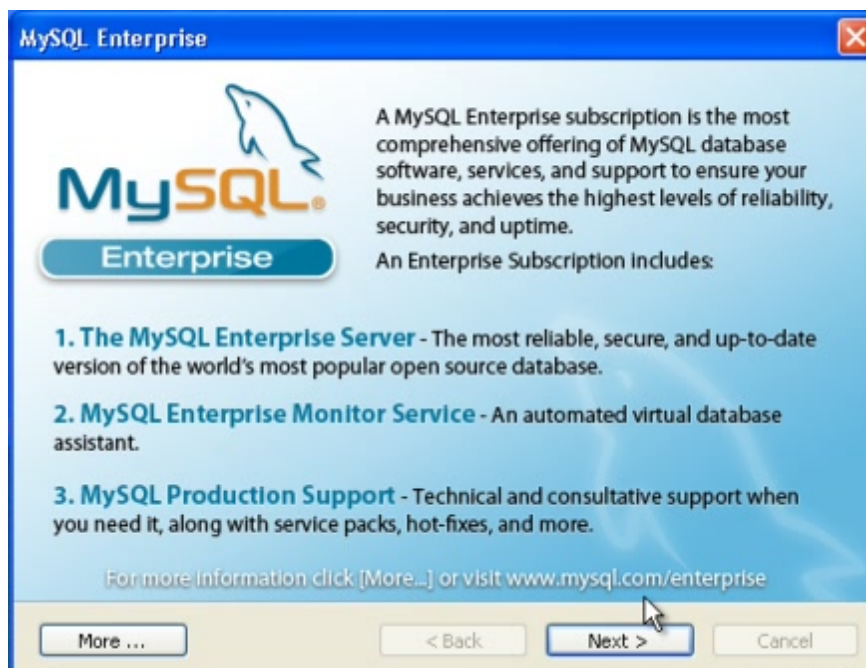 MySQL Enterprise
MySQL®
Enterprise
A MySQL Enterprise subscription is the most
comprehensive offering of MySQL database
software, services, and support to ensure your
business achieves the highest levels of reliability,
security, and uptime.
An Enterprise Subscription includes:
1. The MySQL Enterprise Server - The most reliable, secure, and up-to-date
version of the world's most popular open source database.
2. MySQL Enterprise Monitor Service - An automated virtual database
assistant.
3. MySQL Production Support - Technical and consultative support when
you need it, along with service packs, hot-fixes, and more.
For more information click [More...] or visit www.mysql.com/enterprise
More ...
< Back
Next >
Cancel